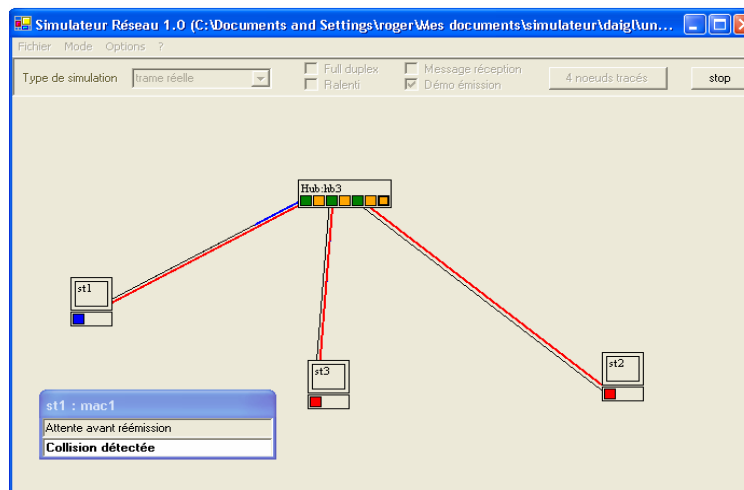 Simulateur Réseau 1.0 (C:\Documents and Settings\roger\Mes documents\simulateur\daigl\un...
Fichier Mode Options ?
Type de simulation trame réelle Full duplex Message réception 4 noeuds tracés stop
Ralenti Démo émission
Hub:hb3
st1
st3
st2
st1 : mac1
Attente avant réémission
Collision détectée